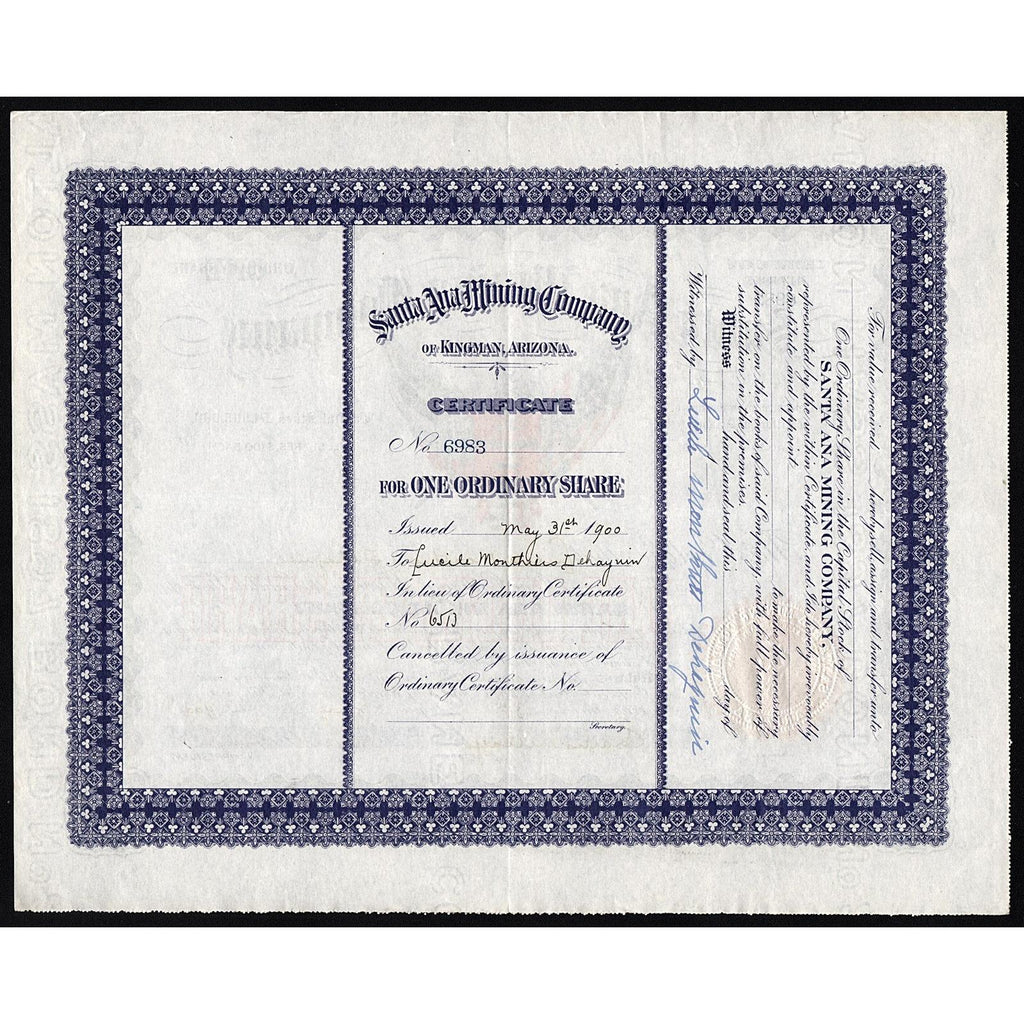 Santa Ana Mining Company
OF KINGMAN, ARIZONA.
CERTIFICATE
No 6983
FOR ONE ORDINARY SHARE
Issued May 31st 1900
To Lucile Monthiers Dehaynin
In lieu of Ordinary Certificate
No
Cancelled by issuance of
Ordinary Certificate No.
Secretary.
For value received hereby sell, assign and transfer unto
One Ordinary Share in the Capital Stock of
SANTA ANA MINING COMPANY,
represented by the within Certificate, and I do hereby irrevocably
constitute and appoint
to make the necessary
transfer on the books of said Company, with full power of
substitution in the premises.
Witness hand and seal this day of
Witnessed by Lucile Monthiers Dehaynin